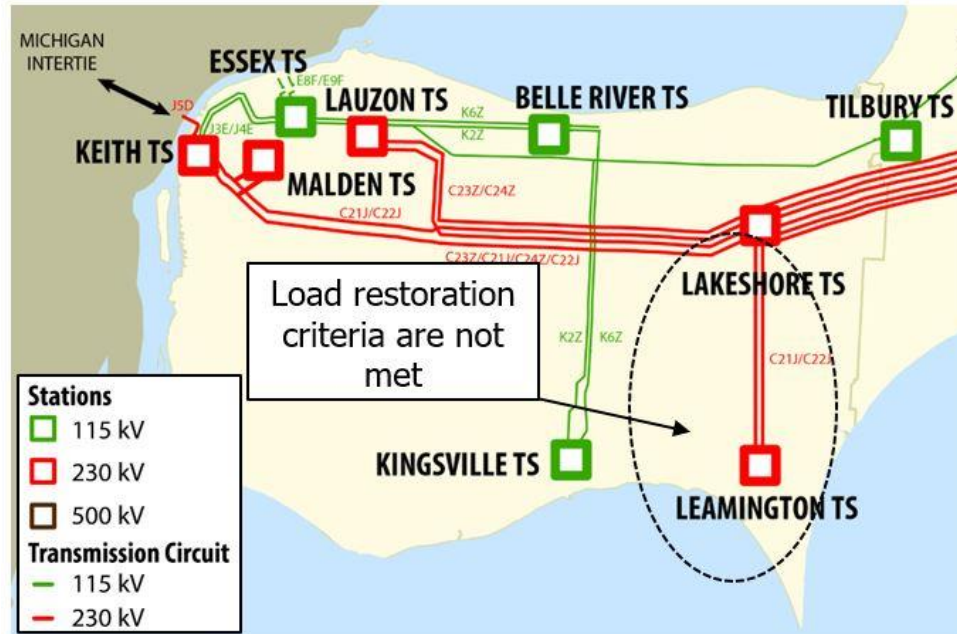 MICHIGAN
INTERTIE
ESSEX TS
E8F/E9F
LAUZON TS
K6Z
BELLE RIVER TS
TILBURY TS
J5D
J3E/J4E
K2Z
KEITH TS
MALDEN TS
C23Z/C24Z
C21J/C22J
C23Z/C21J/C24Z/C22J
LAKESHORE TS
Load restoration
criteria are not
met
K2Z
K6Z
C21J/C22J
KINGSVILLE TS
LEAMINGTON TS
Stations
115 kV
230 kV
500 kV
Transmission Circuit
115 kV
230 kV